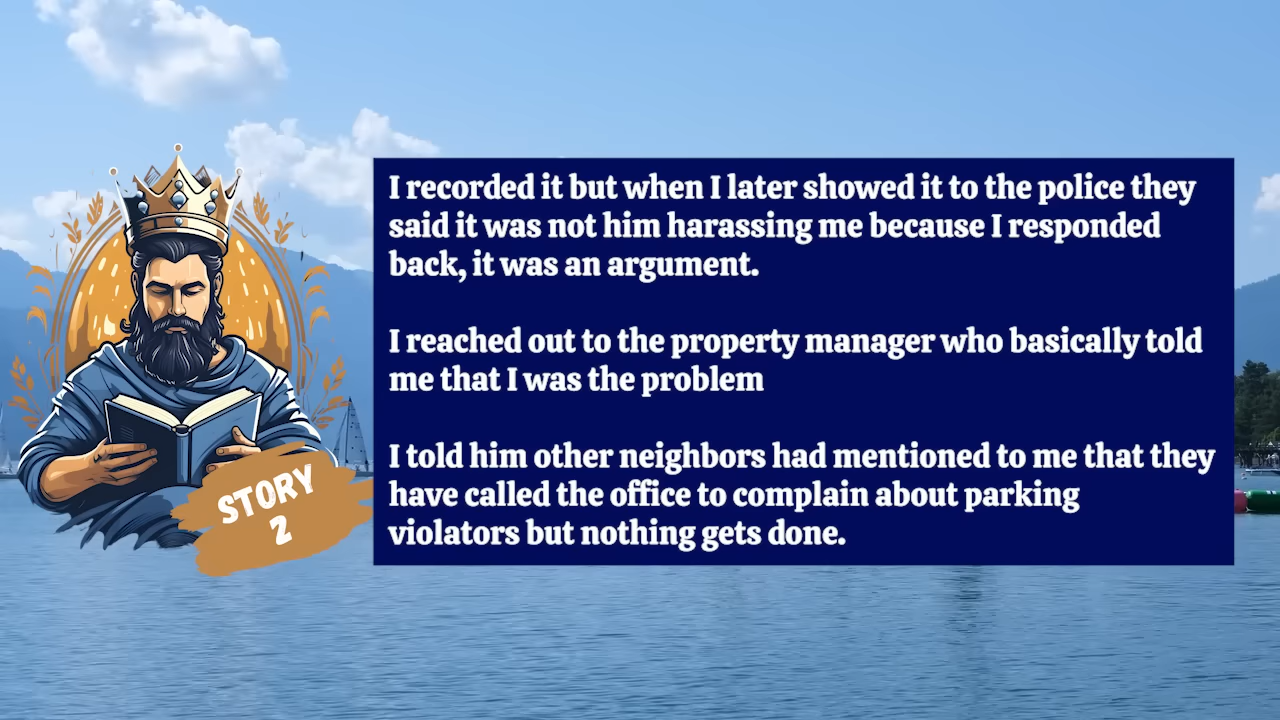 I recorded it but when I later showed it to the police they
said it was not him harassing me because I responded
back, it was an argument.
I reached out to the property manager who basically told
me that I was the problem
I told him other neighbors had mentioned to me that they
have called the office to complain about parking
violators but nothing gets done.
STORY
2